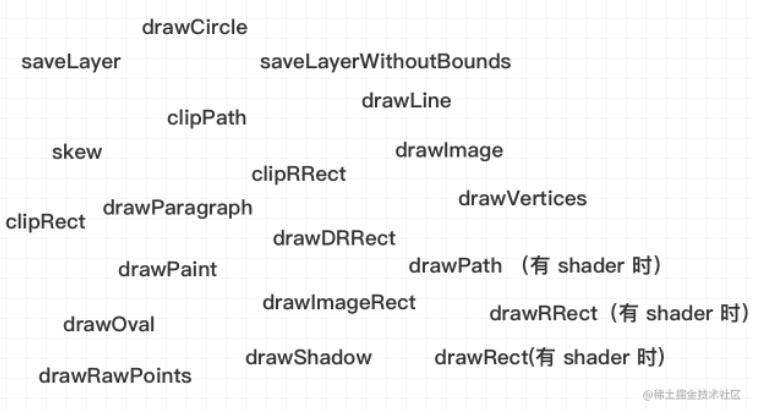 drawCircle
saveLayer
saveLayerWithoutBounds
drawLine
clipPath
skew
drawImage
clipRRect
drawVertices
drawParagraph
clipRect
drawDRRect
drawPaint
drawPath （有 shader 时）
drawImageRect
drawRRect（有 shader 时）
drawOval
drawShadow
drawRect(有 shader 时）
drawRawPoints
@稀土掘金技术社区